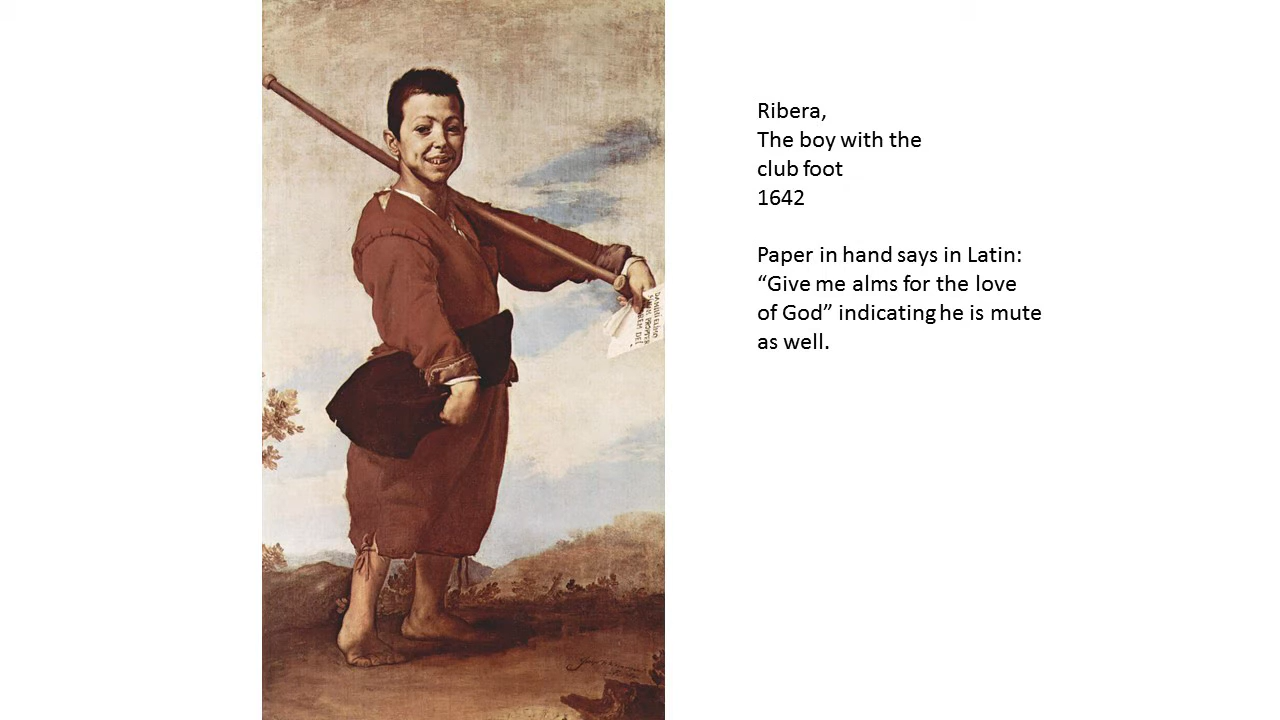 Ribera,
The boy with the
club foot
1642
Paper in hand says in Latin:
“Give me alms for the love
of God” indicating he is mute
as well.
DEI